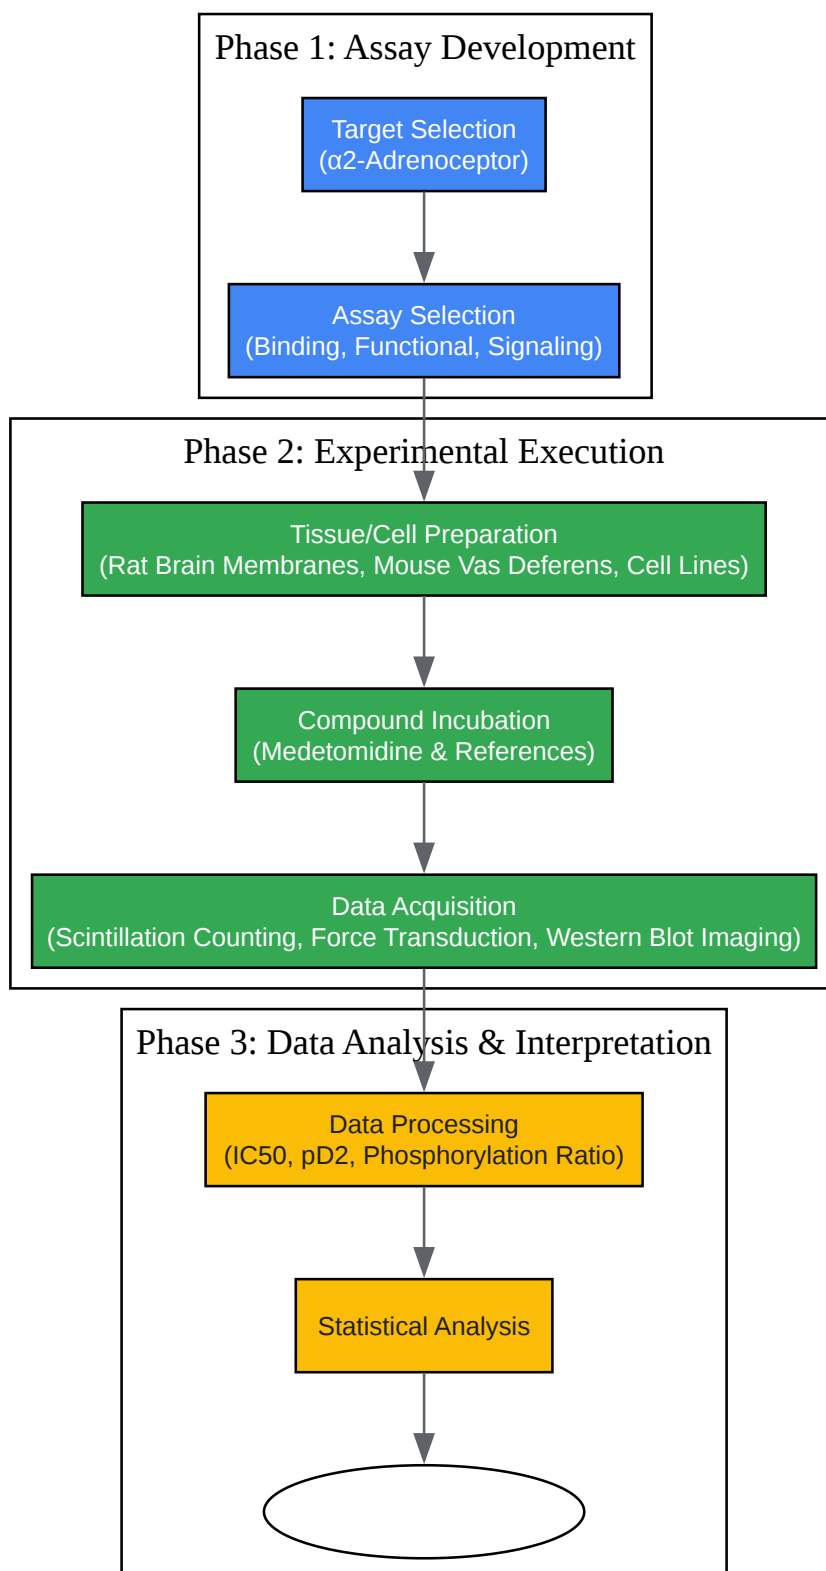 Phase 1: Assay Development
Target Selection
(α2-Adrenoceptor)
Assay Selection
(Binding, Functional, Signaling)
Phase 2: Experimental Execution
Tissue/Cell Preparation
(Rat Brain Membranes, Mouse Vas Deferens, Cell Lines)
Compound Incubation
(Medetomidine & References)
Data Acquisition
(Scintillation Counting, Force Transduction, Western Blot Imaging)
Phase 3: Data Analysis & Interpretation
Data Processing
(IC50, pD2, Phosphorylation Ratio)
Statistical Analysis